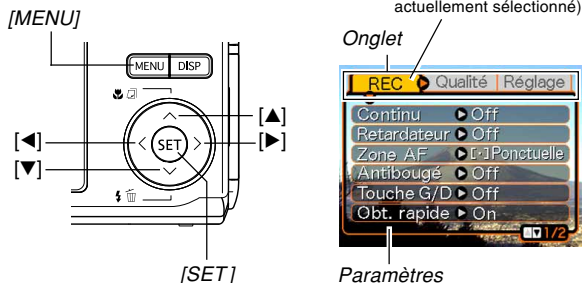 [MENU]
MENU
DISP
[▲]
[◀]
SET
[▶]
[▼]
[SET]
actuellement sélectionné)
Onglet
REC Qualité Réglage
Continu Off
Retardateur Off
Zone AF [·] Ponctuelle
Antibougé Off
Touche G/D Off
Obt. rapide On
1/2
Paramètres